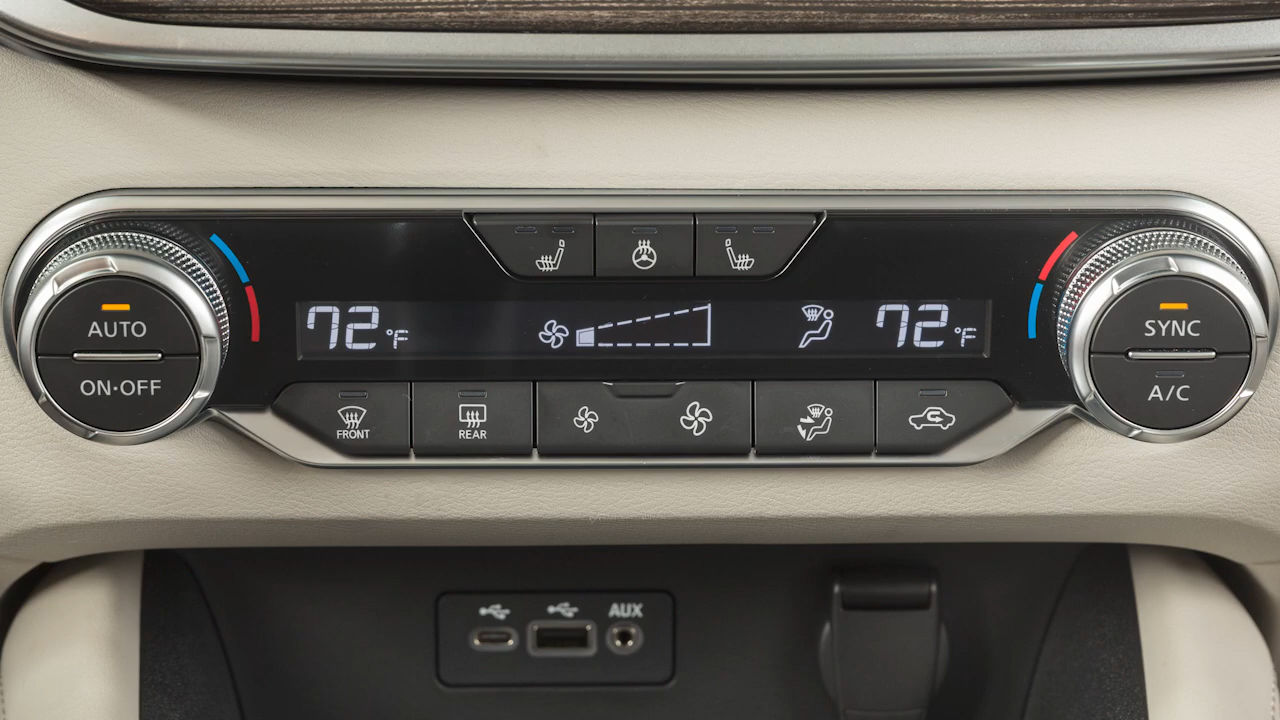 AUTO
ON·OFF
72°F
72°F
SYNC
A/C
FRONT
REAR
AUX